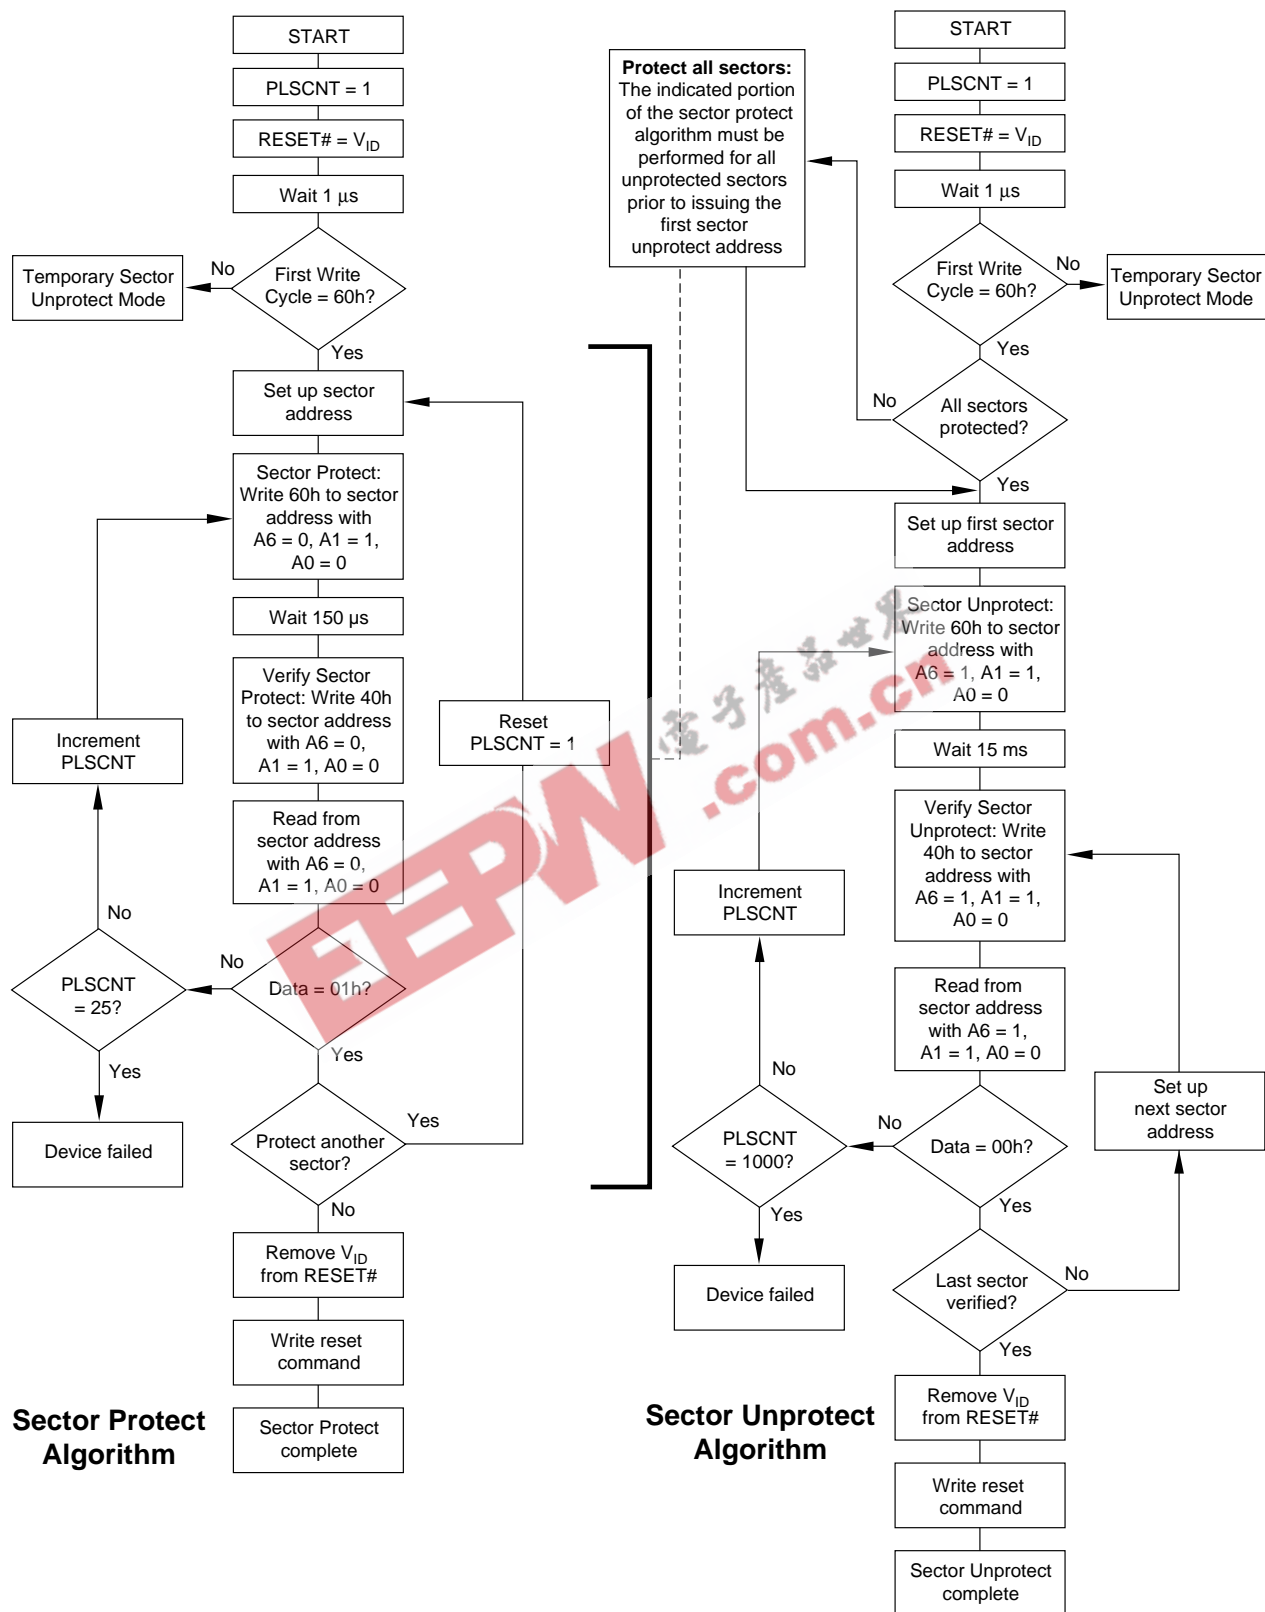 START
PLSCNT = 1
RESET# = VID
Wait 1 μs
First Write
Cycle = 60h?
No
Temporary Sector
Unprotect Mode
Yes
Set up sector
address
Sector Protect:
Write 60h to sector
address with
A6 = 0, A1 = 1,
A0 = 0
Wait 150 µs
Verify Sector
Protect: Write 40h
to sector address
with A6 = 0,
A1 = 1, A0 = 0
Increment
PLSCNT
Reset
PLSCNT = 1
Read from
sector address
with A6 = 0,
A1 = 1, A0 = 0
No
PLSCNT
= 25?
No
Data = 01h?
Yes
Yes
Device failed
Protect another
sector?
Yes
No
Remove VID
from RESET#
Write reset
command
Sector Protect
complete
Sector Protect
Algorithm
Protect all sectors:
The indicated portion
of the sector protect
algorithm must be
performed for all
unprotected sectors
prior to issuing the
first sector
unprotect address
START
PLSCNT = 1
RESET# = VID
Wait 1 μs
First Write
Cycle = 60h?
No
Temporary Sector
Unprotect Mode
Yes
No
All sectors
protected?
Yes
Set up first sector
address
Sector Unprotect:
Write 60h to sector
address with
A6 = 1, A1 = 1,
A0 = 0
Wait 15 ms
Verify Sector
Unprotect: Write
40h to sector
address with
A6 = 1, A1 = 1,
A0 = 0
Increment
PLSCNT
Read from
sector address
with A6 = 1,
A1 = 1, A0 = 0
No
Set up
next sector
address
PLSCNT
= 1000?
No
Data = 00h?
Yes
Yes
Device failed
Last sector
verified?
No
Yes
Remove VID
from RESET#
Write reset
command
Sector Unprotect
complete
Sector Unprotect
Algorithm
EEPW
電子產品世界
.com.cn